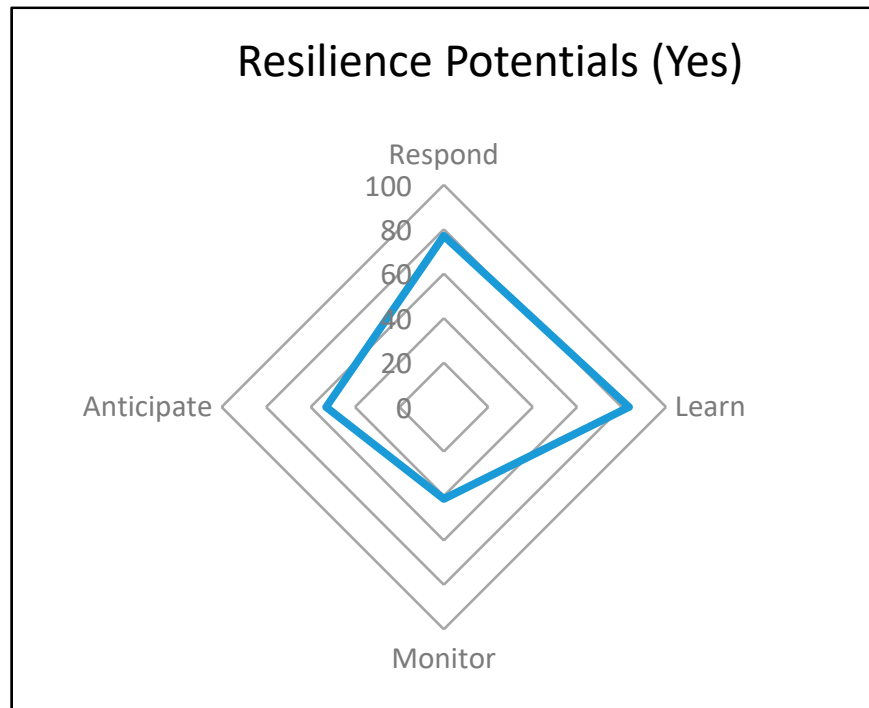 Resilience Potentials (Yes)
Respond
100
80
60
40
20
0
Anticipate
Learn
Monitor